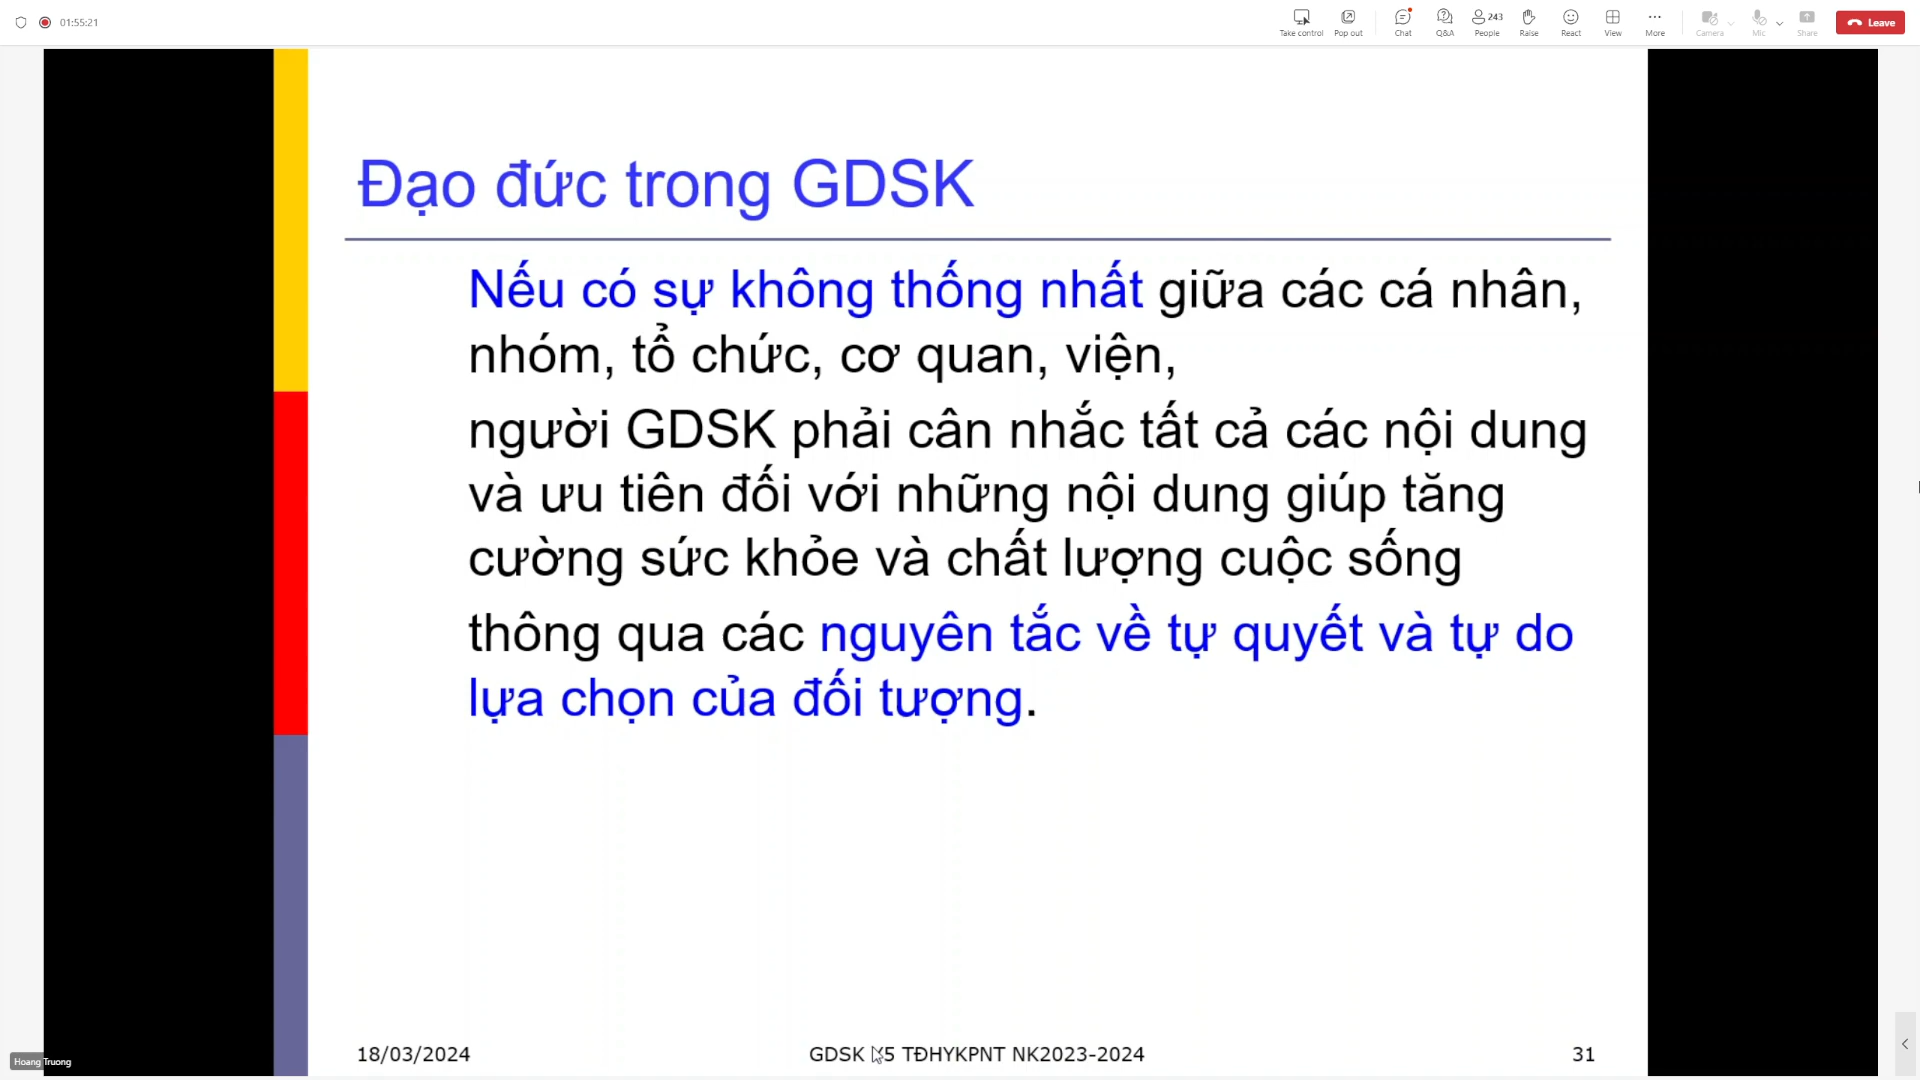 01:55:21
Take control
Pop out
Chat
Q&A
243
People
Raise
React
View
More
Camera
Mic
Share
Leave
Đạo đức trong GDSK
Nếu có sự không thống nhất giữa các cá nhân,
nhóm, tổ chức, cơ quan, viện,
người GDSK phải cân nhắc tất cả các nội dung
và ưu tiên đối với những nội dung giúp tăng
cường sức khỏe và chất lượng cuộc sống
thông qua các nguyên tắc về tự quyết và tự do
lựa chọn của đối tượng.
18/03/2024
GDSK Y5 TĐHYKPNT NK2023-2024
31
Hoang Truong